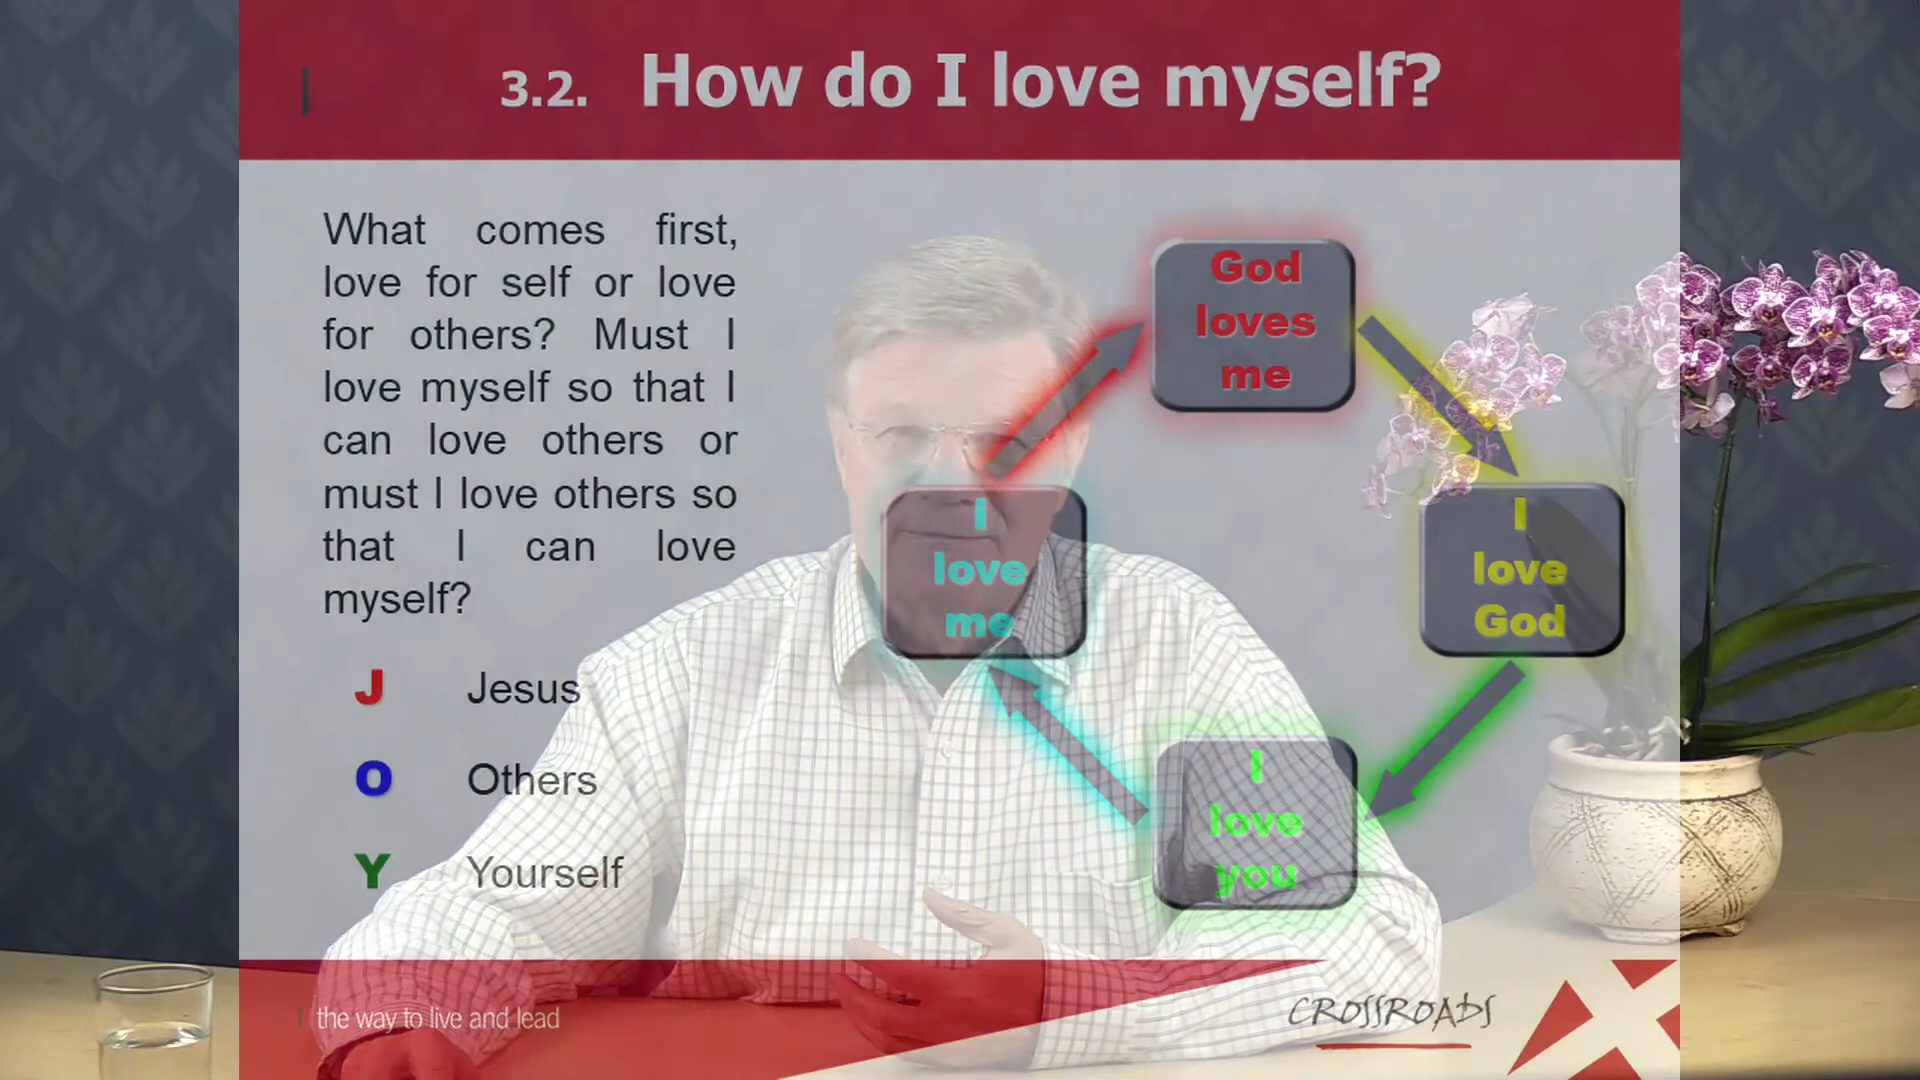 3.2. How do I love myself?
What comes first,
love for self or love
for others? Must I
love myself so that I
can love others or
must I love others so
that I can love
myself?
J Jesus
O Others
Y Yourself
God
loves
me
I
love
God
I
love
you
I
love
me
the way to live and lead
CROSSROADS